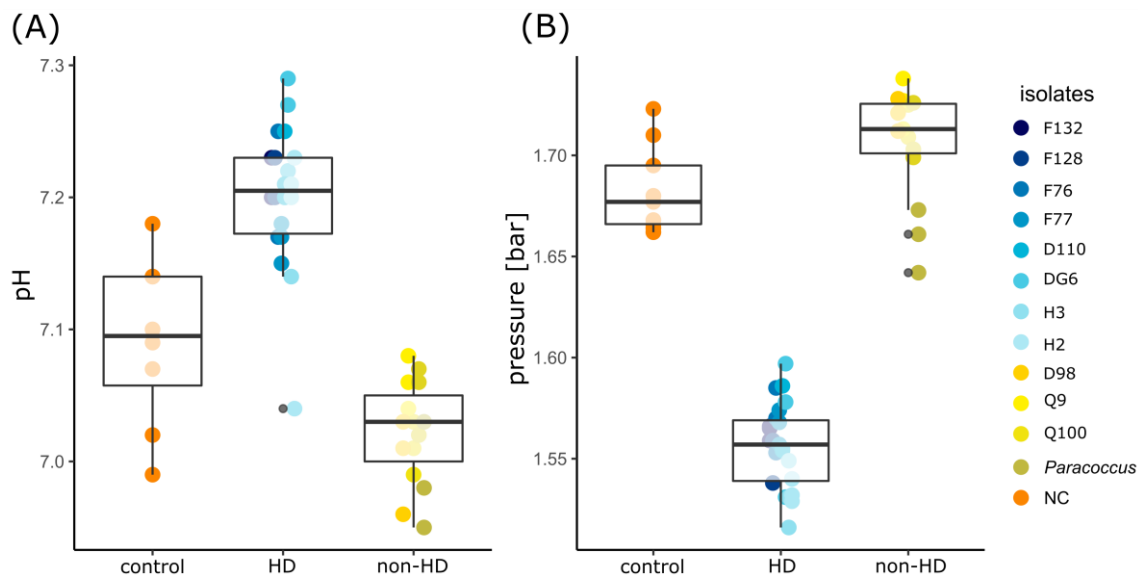 (A)
(B)
pH
7.3
7.2
7.1
7.0
control HD non-HD
pressure [bar]
1.70
1.65
1.60
1.55
control HD non-HD
isolates
F132
F128
F76
F77
D110
DG6
H3
H2
D98
Q9
Q100
Paracoccus
NC